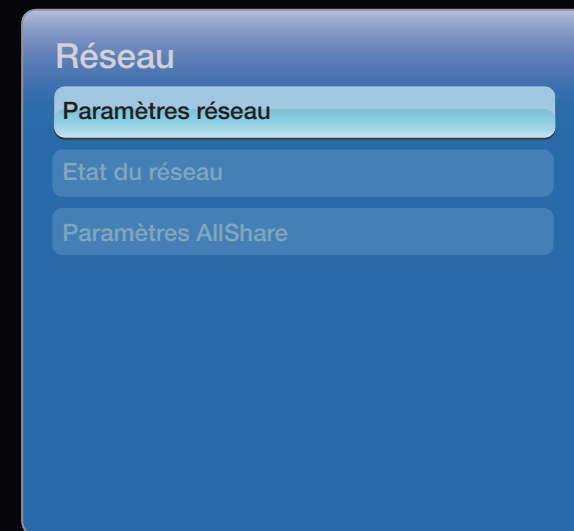 Réseau
Paramètres réseau
Etat du réseau
Paramètres AllShare